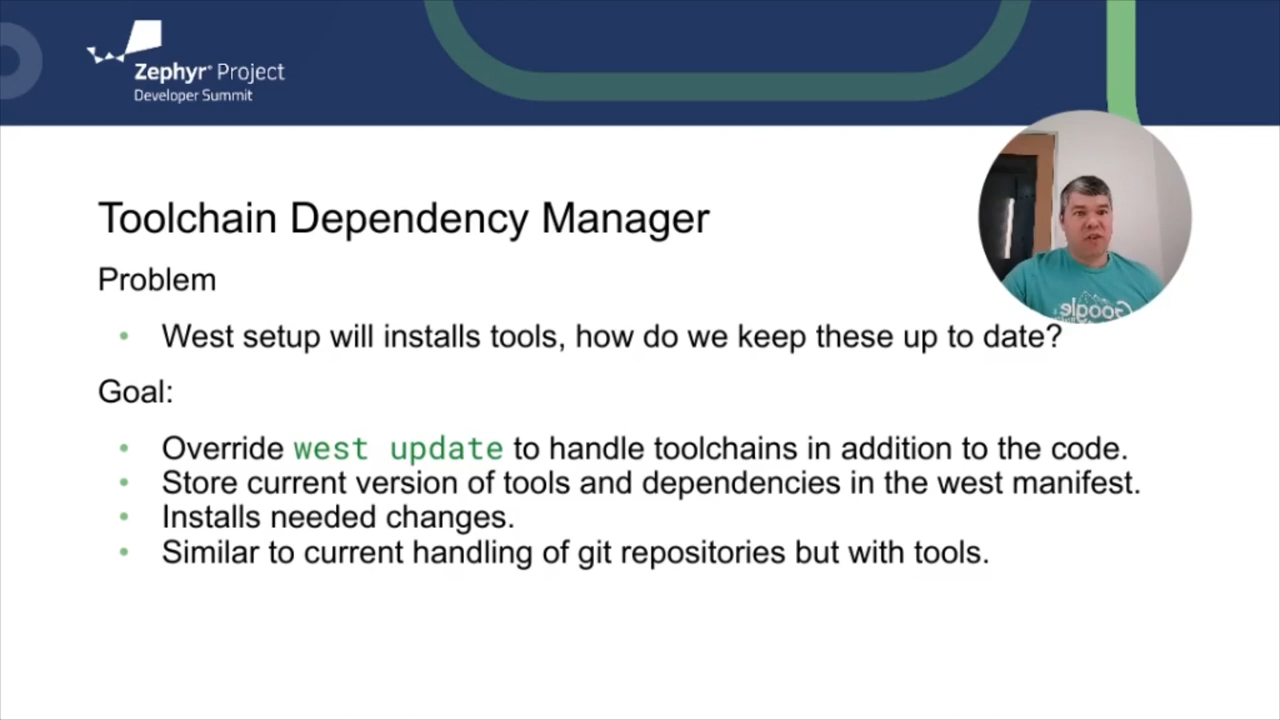 Zephyr® Project
Developer Summit
Toolchain Dependency Manager
Problem
• West setup will installs tools, how do we keep these up to date?
Goal:
• Override west update to handle toolchains in addition to the code.
• Store current version of tools and dependencies in the west manifest.
• Installs needed changes.
• Similar to current handling of git repositories but with tools.
Google